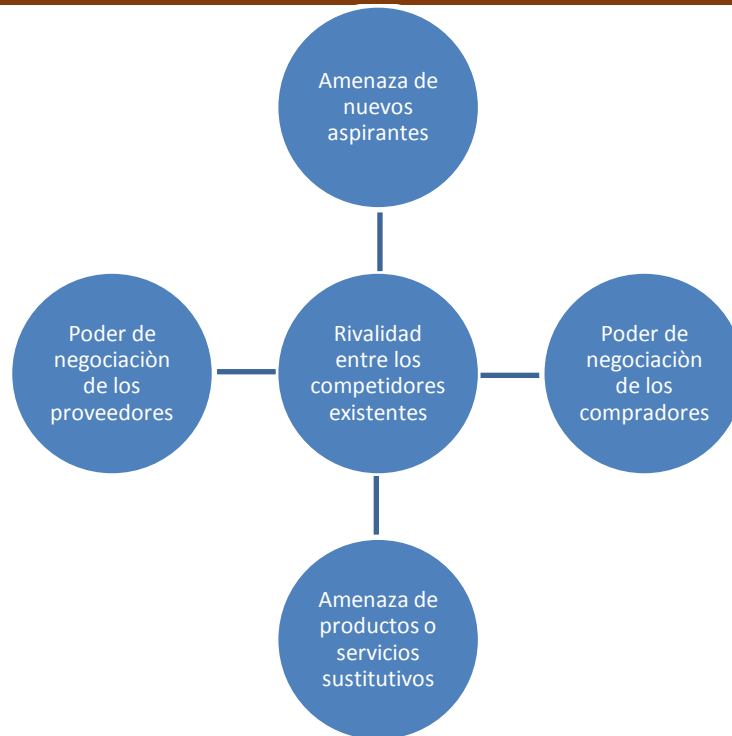 Amenaza de
nuevos
aspirantes
Poder de
negociaciòn
de los
proveedores
Rivalidad
entre los
competidores
existentes
Poder de
negociaciòn
de los
compradores
Amenaza de
productos o
servicios
sustitutivos